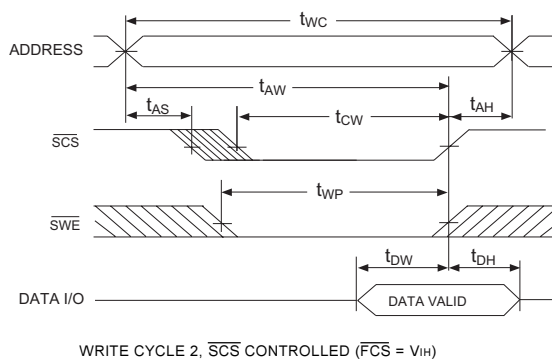 tWC
ADDRESS
tAW
tAS
tCW
tAH
SCS
tWP
SWE
tDW
tDH
DATA I/O
DATA VALID
WRITE CYCLE 2, SCS CONTROLLED (FCS = VIH)